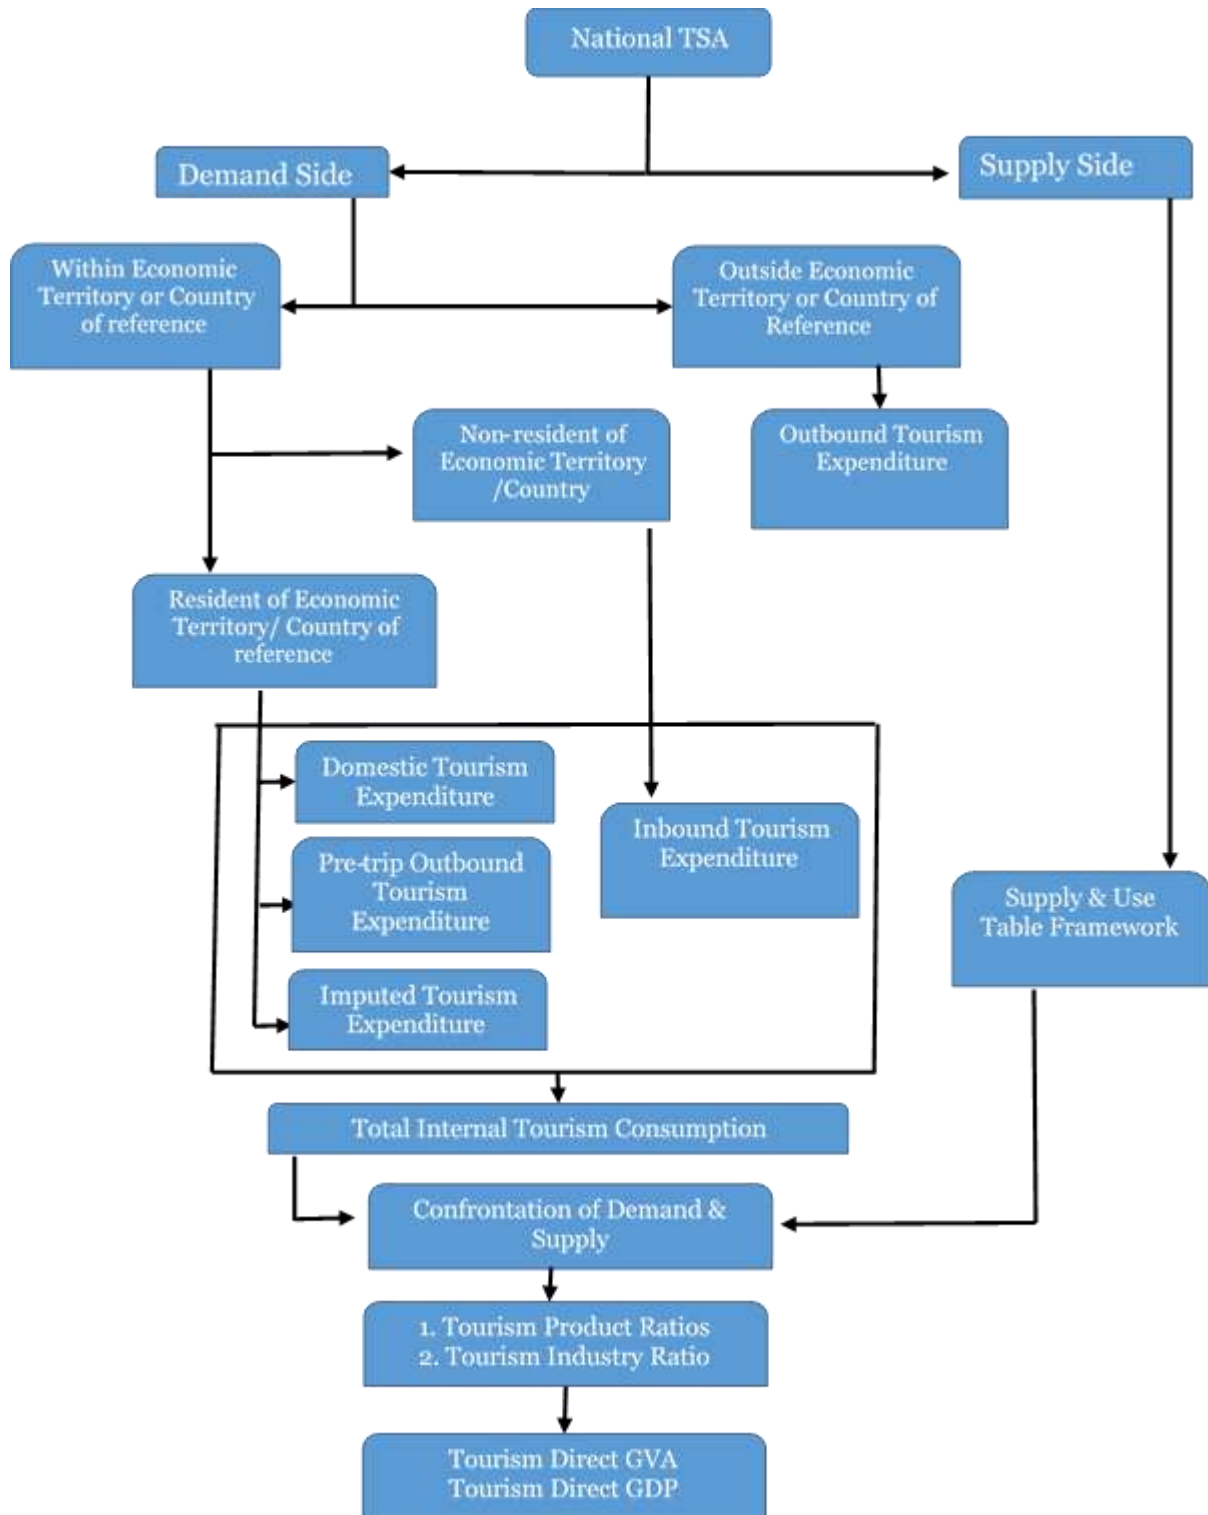 National TSA
Demand Side
Supply Side
Within Economic
Territory or Country
of reference
Outside Economic
Territory or Country of
Reference
Non-resident of
Economic Territory
/Country
Outbound Tourism
Expenditure
Resident of Economic
Territory/ Country of
reference
Domestic Tourism
Expenditure
Inbound Tourism
Expenditure
Pre-trip Outbound
Tourism
Expenditure
Supply & Use
Table Framework
Imputed Tourism
Expenditure
Total Internal Tourism Consumption
Confrontation of Demand &
Supply
1. Tourism Product Ratios
2. Tourism Industry Ratio
Tourism Direct GVA
Tourism Direct GDP